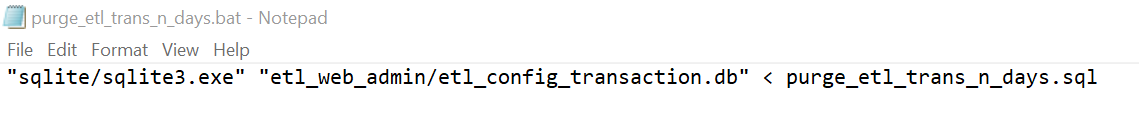 purge_etl_trans_n_days.bat - Notepad
File Edit Format View Help
"sqlite/sqlite3.exe" "etl_web_admin/etl_config_transaction.db" < purge_etl_trans_n_days.sql